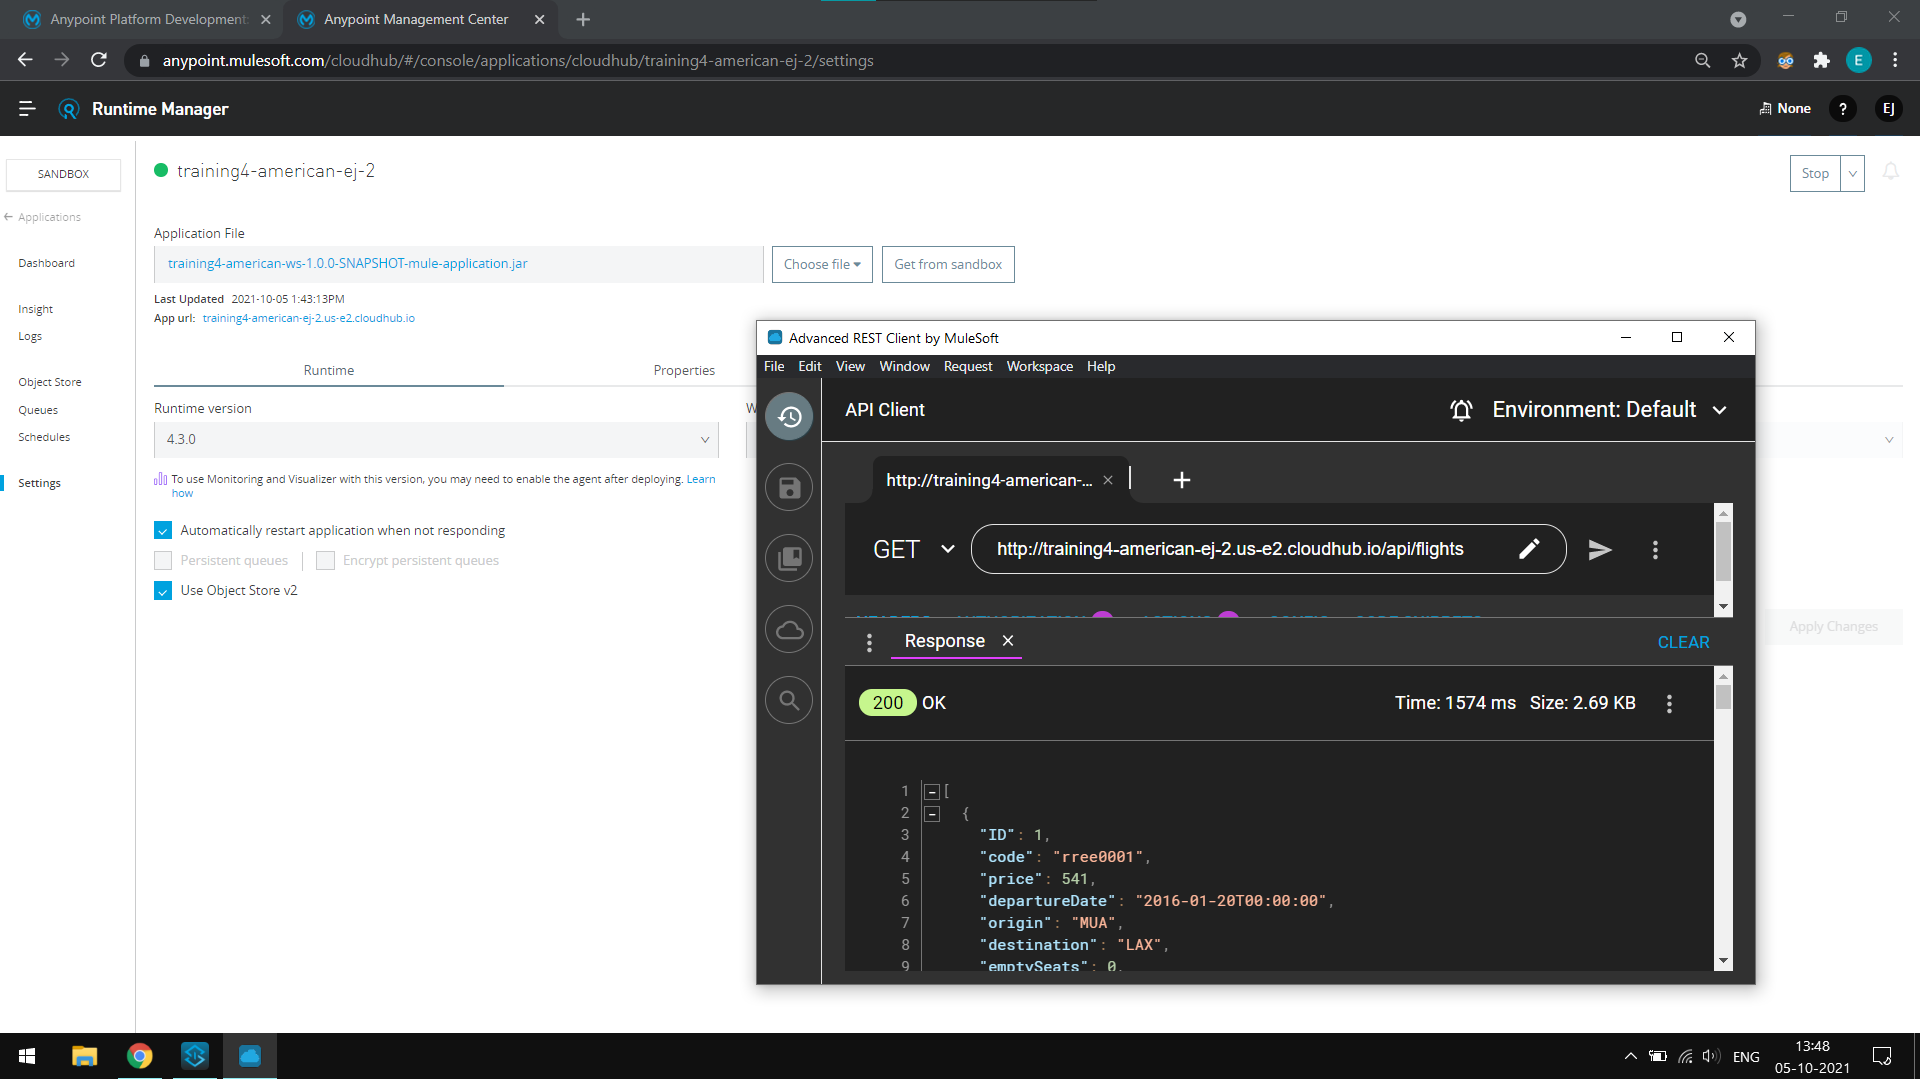 Anypoint Platform Development:
Anypoint Management Center
anypoint.mulesoft.com/cloudhub/#/console/applications/cloudhub/training4-american-ej-2/settings
E
Runtime Manager
None
?
EJ
SANDBOX
training4-american-ej-2
Stop
Applications
Application File
training4-american-ws-1.0.0-SNAPSHOT-mule-application.jar
Choose file
Get from sandbox
Dashboard
Last Updated 2021-10-05 1:43:13PM
App url: training4-american-ej-2.us-e2.cloudhub.io
Insight
Logs
Object Store
Queues
Schedules
Settings
Runtime
Properties
Runtime version
W
4.3.0
To use Monitoring and Visualizer with this version, you may need to enable the agent after deploying. Learn
how
Automatically restart application when not responding
Persistent queues
Encrypt persistent queues
Use Object Store v2
Apply Changes
Advanced REST Client by MuleSoft
File Edit View Window Request Workspace Help
API Client
Environment: Default
http://training4-american-...
GET
http://training4-american-ej-2.us-e2.cloudhub.io/api/flights
Response
CLEAR
200 OK
Time: 1574 ms Size: 2.69 KB
1 [
2 {
3 "ID": 1,
4 "code": "rree0001",
5 "price": 541,
6 "departureDate": "2016-01-20T00:00:00",
7 "origin": "MUA",
8 "destination": "LAX",
9 "emptySeats": 0,
ENG
13:48
05-10-2021